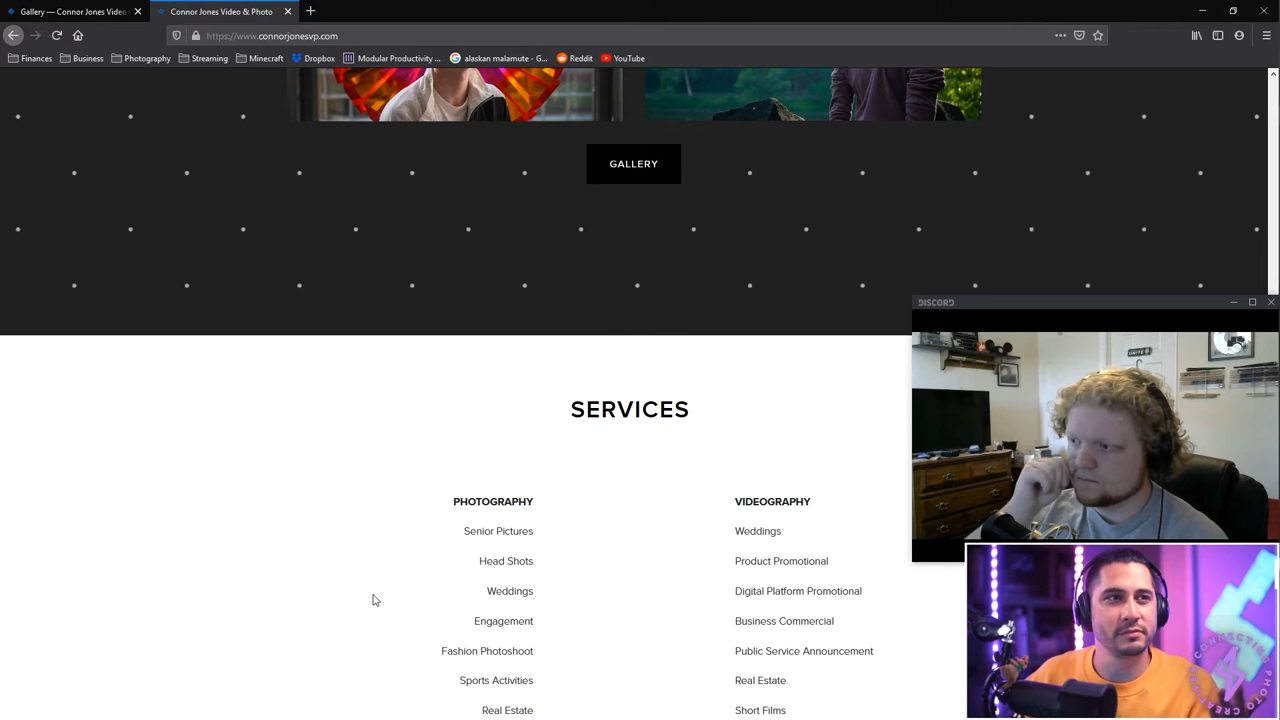 Gallery — Connor Jones Video
Connor Jones Video & Photo
https://www.connorjonesvp.com
Finances
Business
Photography
Streaming
Minecraft
Dropbox
Modular Productivity ...
alaskan malamute - G...
Reddit
YouTube
GALLERY
DISCORD
UNITE
SERVICES
PHOTOGRAPHY
Senior Pictures
Head Shots
Weddings
Engagement
Fashion Photoshoot
Sports Activities
Real Estate
VIDEOGRAPHY
Weddings
Product Promotional
Digital Platform Promotional
Business Commercial
Public Service Announcement
Real Estate
Short Films